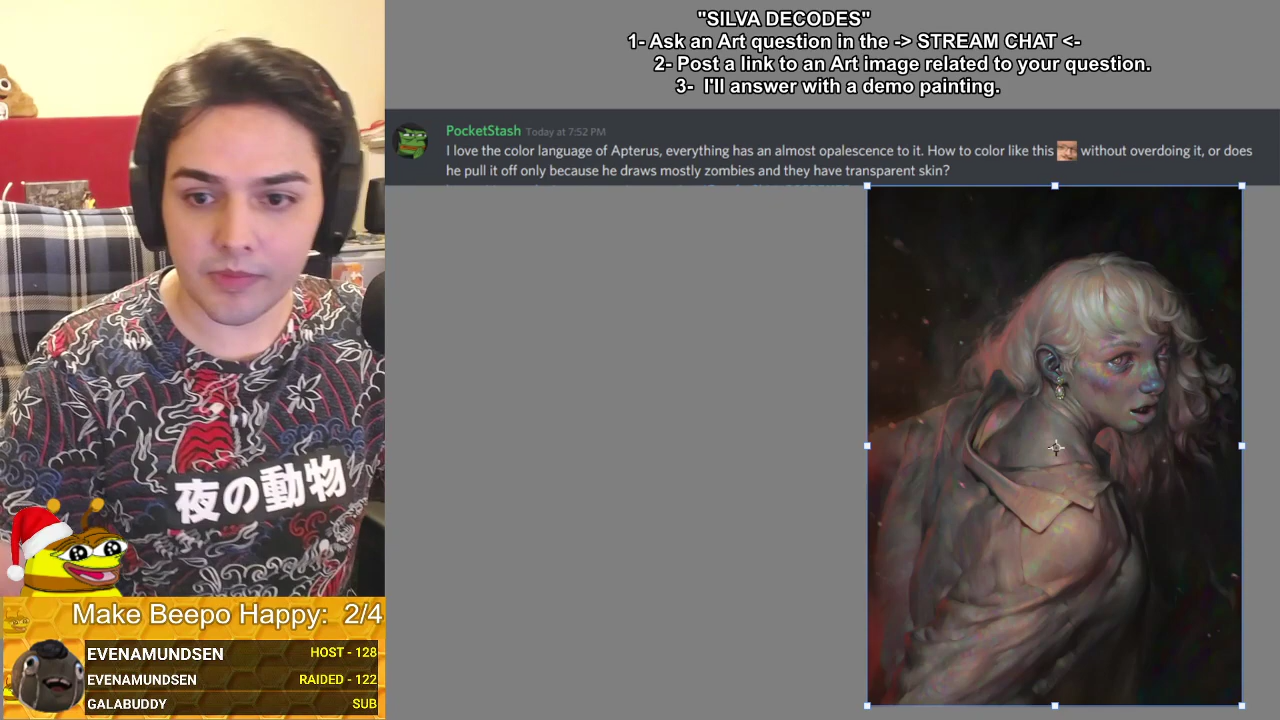 "SILVA DECODES"
1- Ask an Art question in the -> STREAM CHAT <-
2- Post a link to an Art image related to your question.
3- I'll answer with a demo painting.
PocketStash Today at 7:52 PM
I love the color language of Apterus, everything has an almost opalescence to it. How to color like this without overdoing it, or does
he pull it off only because he draws mostly zombies and they have transparent skin?
夜の動物
Make Beepo Happy: 2/4
EVENAMUNDSEN HOST - 128
EVENAMUNDSEN RAIDED - 122
GALABUDDY SUB